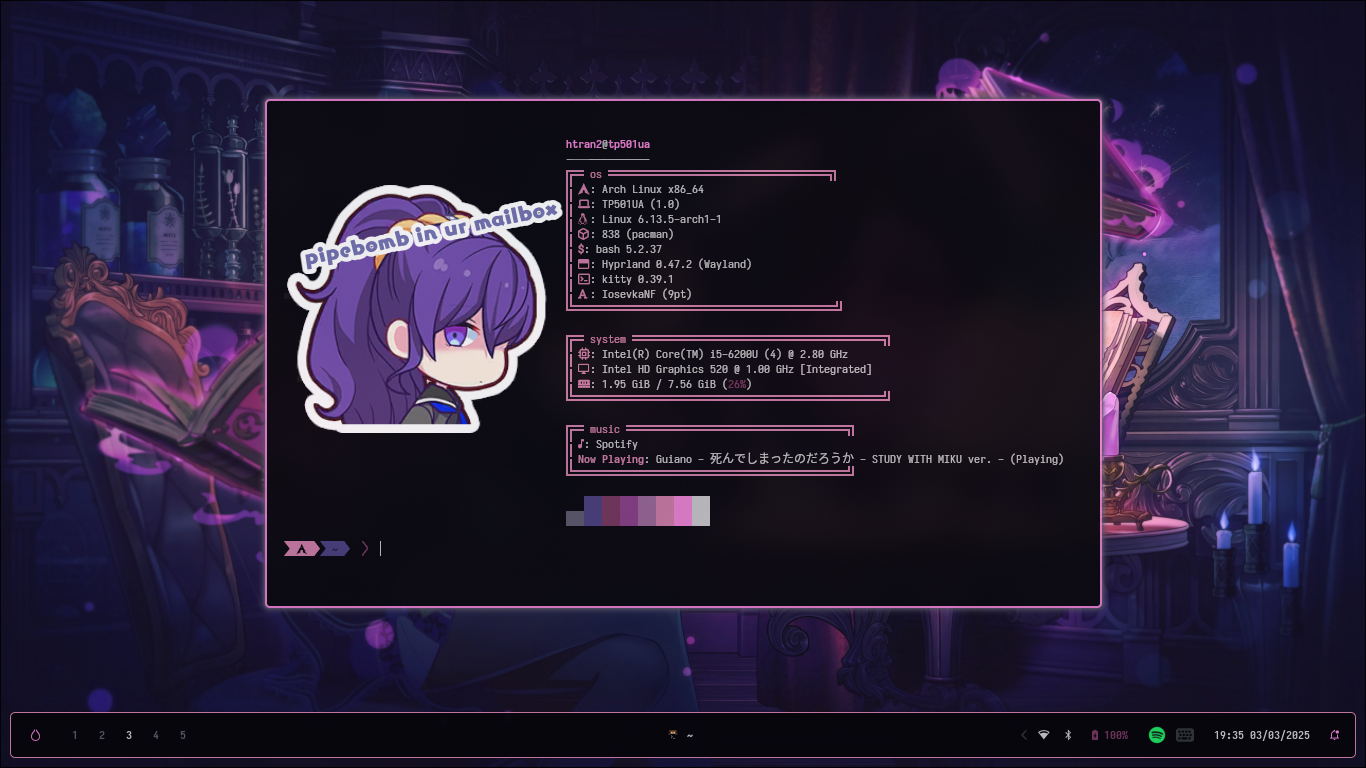 pipebomb in ur mailbox
htran2@tp501ua
os
: Arch Linux x86_64
: TP501UA (1.0)
: Linux 6.13.5-arch1-1
: 838 (pacman)
$: bash 5.2.37
: Hyprland 0.47.2 (Wayland)
: kitty 0.39.1
: IosevkaNF (9pt)
system
: Intel(R) Core(TM) i5-6200U (4) @ 2.80 GHz
: Intel HD Graphics 520 @ 1.00 GHz [Integrated]
: 1.95 GiB / 7.56 GiB (26%)
music
♪: Spotify
Now Playing: Guiano - 死んでしまったのだろうか - STUDY WITH MIKU ver. - (Playing)
~
1 2 3 4 5
~
100%
19:35 03/03/2025